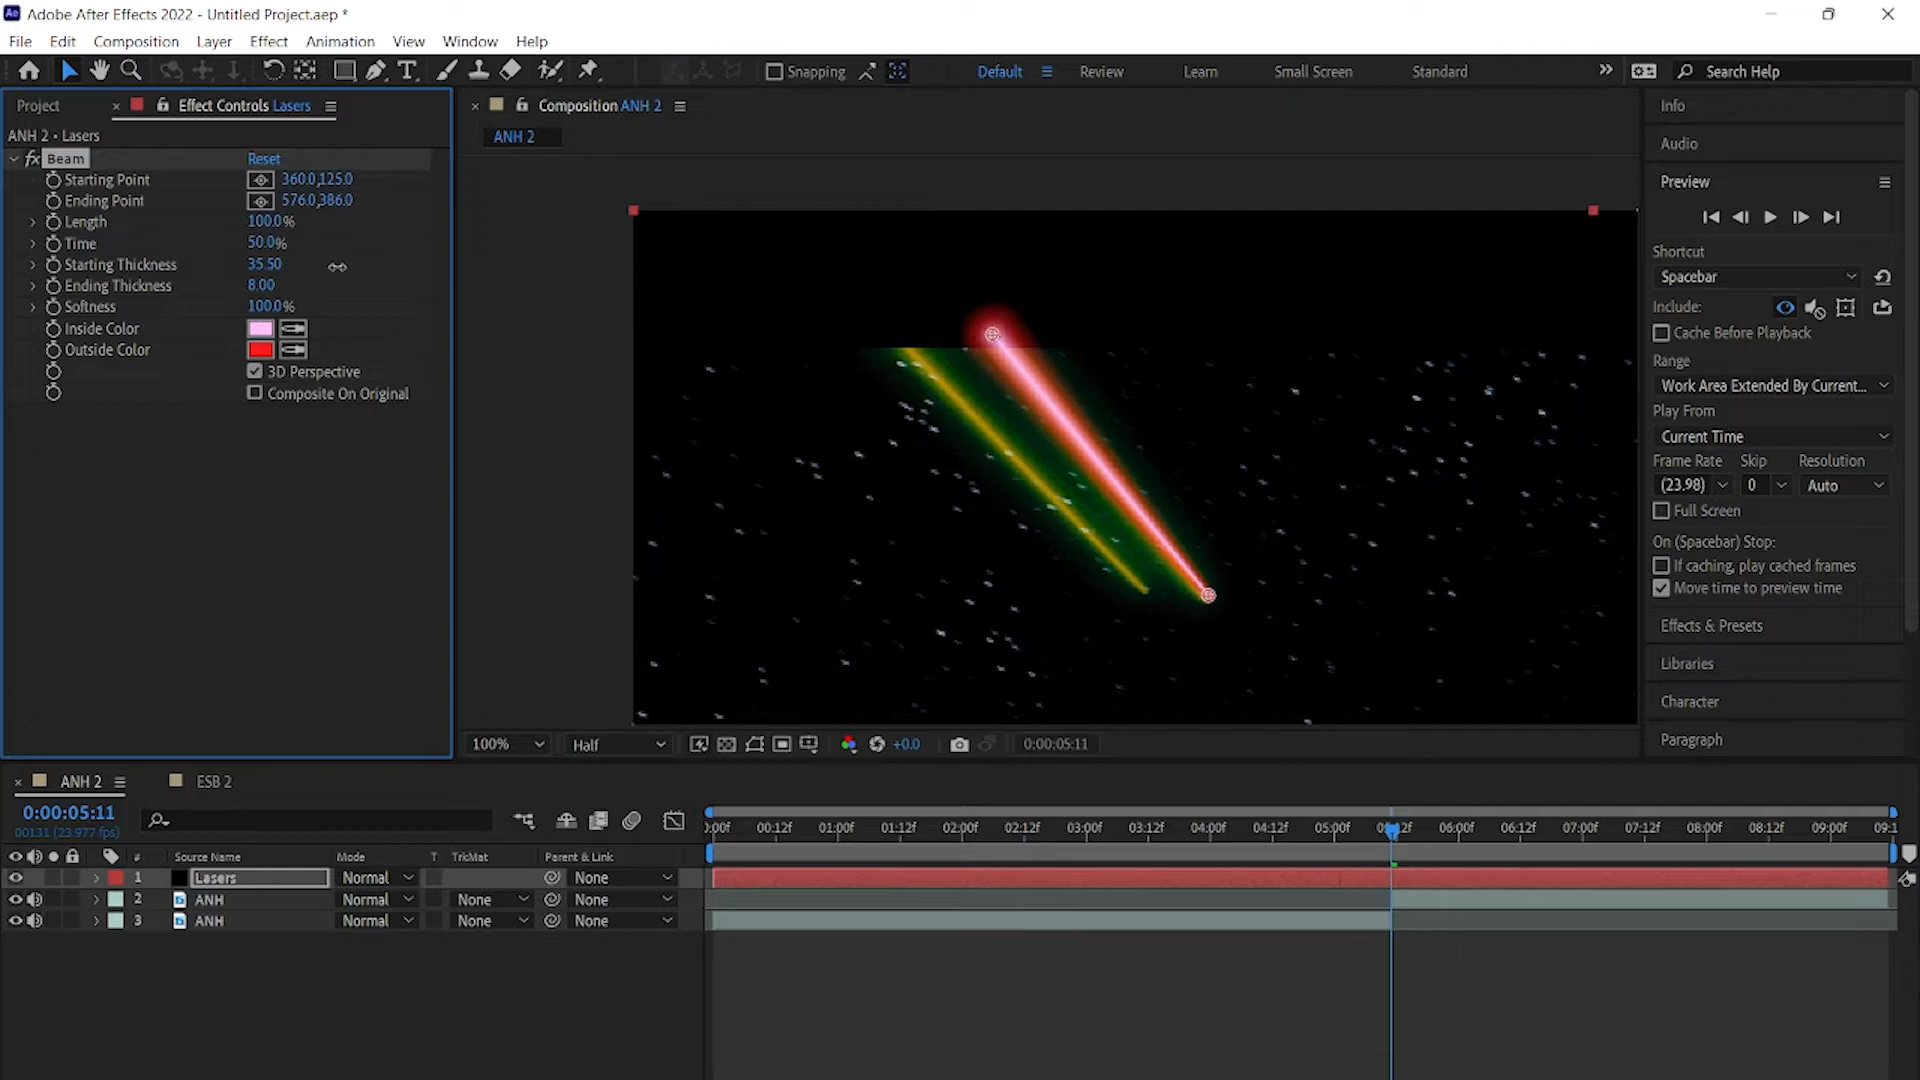 Ae Adobe After Effects 2022 - Untitled Project.aep *
File Edit Composition Layer Effect Animation View Window Help
Snapping Default Review Learn Small Screen Standard Search Help
Project Effect Controls Lasers
Composition ANH 2
Info
ANH 2 • Lasers
ANH 2
Audio
fx Beam Reset
Starting Point 360.0,125.0
Ending Point 576.0,386.0
Length 100.0%
Time 50.0%
Starting Thickness 35.50
Ending Thickness 8.00
Softness 100.0%
Inside Color
Outside Color
3D Perspective
Composite On Original
Preview
Shortcut
Spacebar
Include:
Cache Before Playback
Range
Work Area Extended By Current...
Play From
Current Time
Frame Rate Skip Resolution
(23.98) 0 Auto
Full Screen
On (Spacebar) Stop:
If caching, play cached frames
Move time to preview time
Effects & Presets
Libraries
Character
Paragraph
100% Half +0.0 0:00:05:11
ANH 2 ESB 2
0:00:05:11
00131 (23.977 fps)
:00f 00:12f 01:00f 01:12f 02:00f 02:12f 03:00f 03:12f 04:00f 04:12f 05:00f 12f 06:00f 06:12f 07:00f 07:12f 08:00f 08:12f 09:00f 09:1
# Source Name Mode T TrkMat Parent & Link
1 Lasers Normal None
2 ANH Normal None None
3 ANH Normal None None